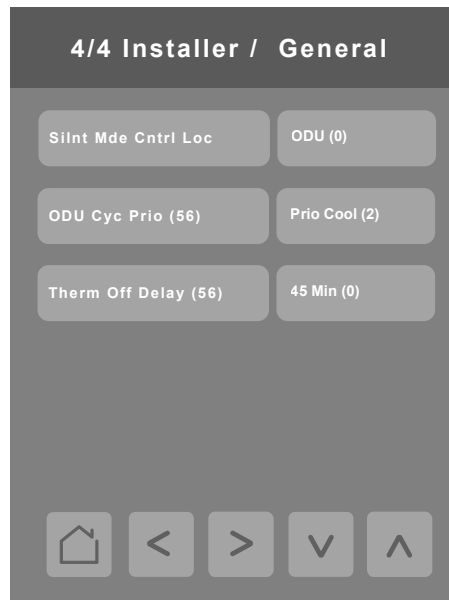 4/4 Installer / General
Silnt Mde Cntrl Loc ODU (0)
ODU Cyc Prio (56) Prio Cool (2)
Therm Off Delay (56) 45 Min (0)